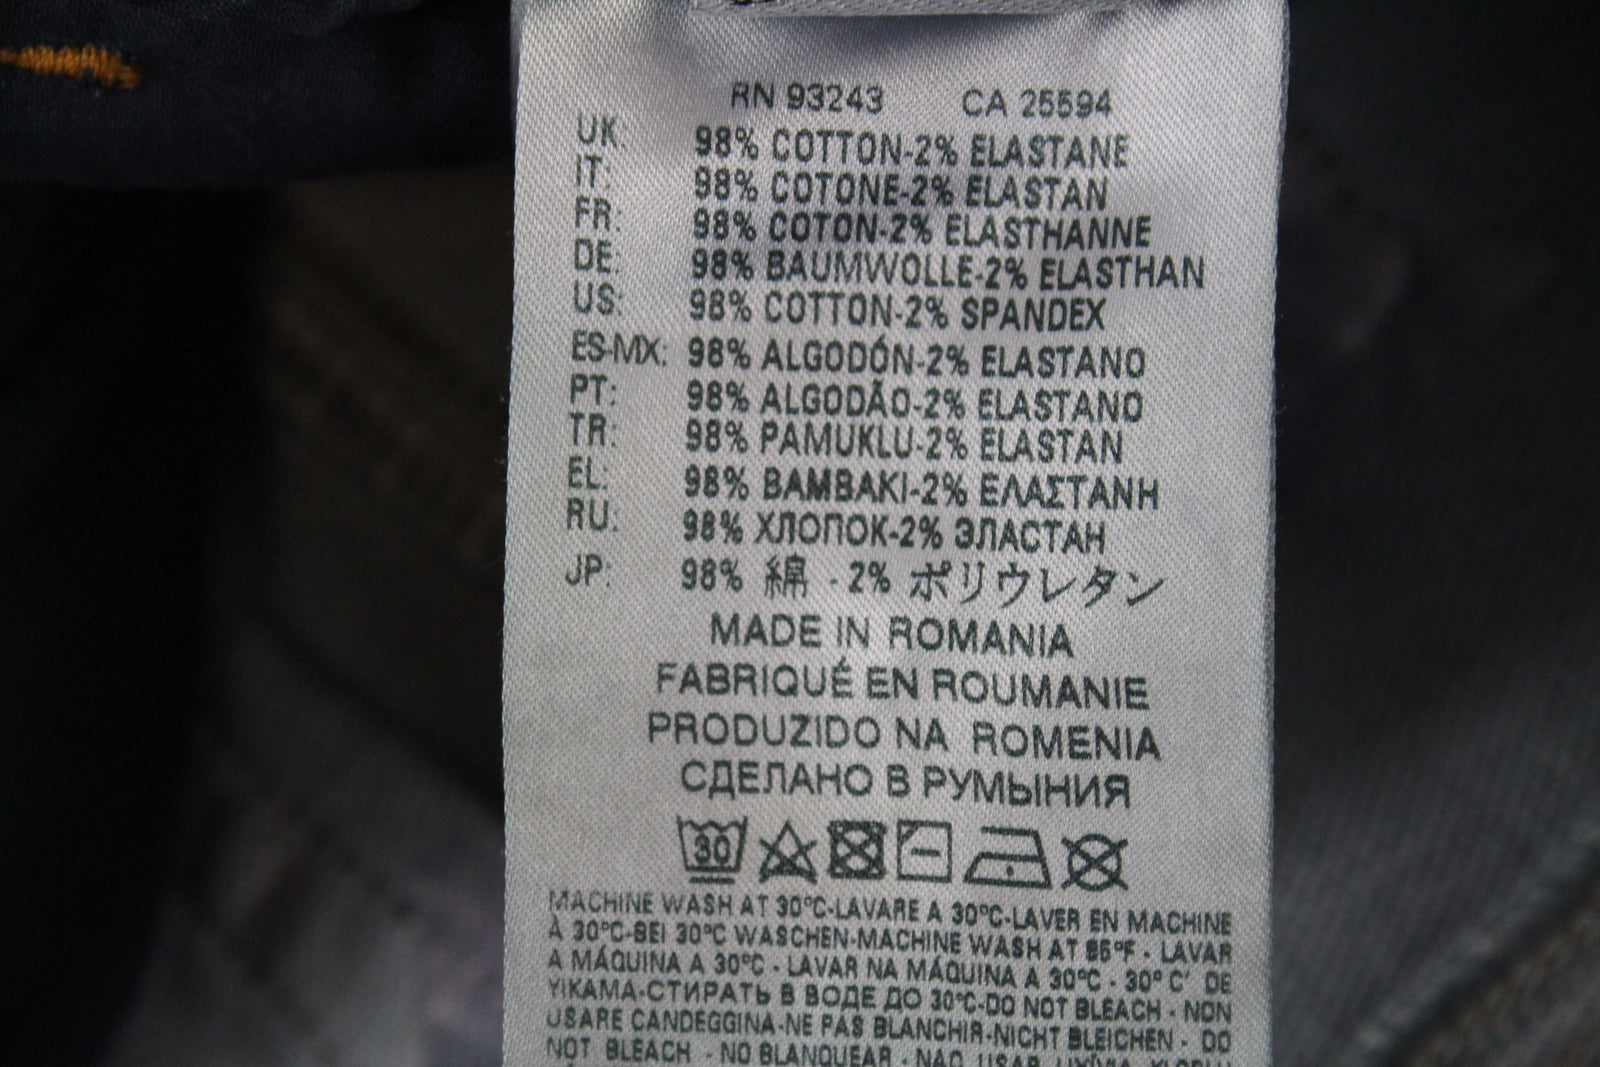 RN 93243 CA 25594
UK: 98% COTTON-2% ELASTANE
IT: 98% COTONE-2% ELASTAN
FR: 98% COTON-2% ELASTHANNE
DE: 98% BAUMWOLLE-2% ELASTHAN
US: 98% COTTON-2% SPANDEX
ES-MX: 98% ALGODÓN-2% ELASTANO
PT: 98% ALGODÃO-2% ELASTANO
TR: 98% PAMUKLU-2% ELASTAN
EL: 98% BAMBAKI-2% ΕΛΑΣΤΑΝΗ
RU: 98% ХЛОПОК-2% ЭЛАСТАН
JP: 98% 綿 - 2% ポリウレタン
MADE IN ROMANIA
FABRIQUÉ EN ROUMANIE
PRODUZIDO NA ROMENIA
СДЕЛАНО В РУМЫНИЯ
30
MACHINE WASH AT 30°C-LAVARE A 30°C-LAVER EN MACHINE
À 30°C-BEI 30°C WASCHEN-MACHINE WASH AT 85°F - LAVAR
A MÁQUINA A 30°C - LAVAR NA MÁQUINA A 30°C - 30° C' DE
YIKAMA-СТИРАТЬ В ВОДЕ ДО 30°C-DO NOT BLEACH - NON
USARE CANDEGGINA-NE PAS BLANCHIR-NICHT BLEICHEN - DO
NOT BLEACH - NO BLANQUEAR - NAO USAR